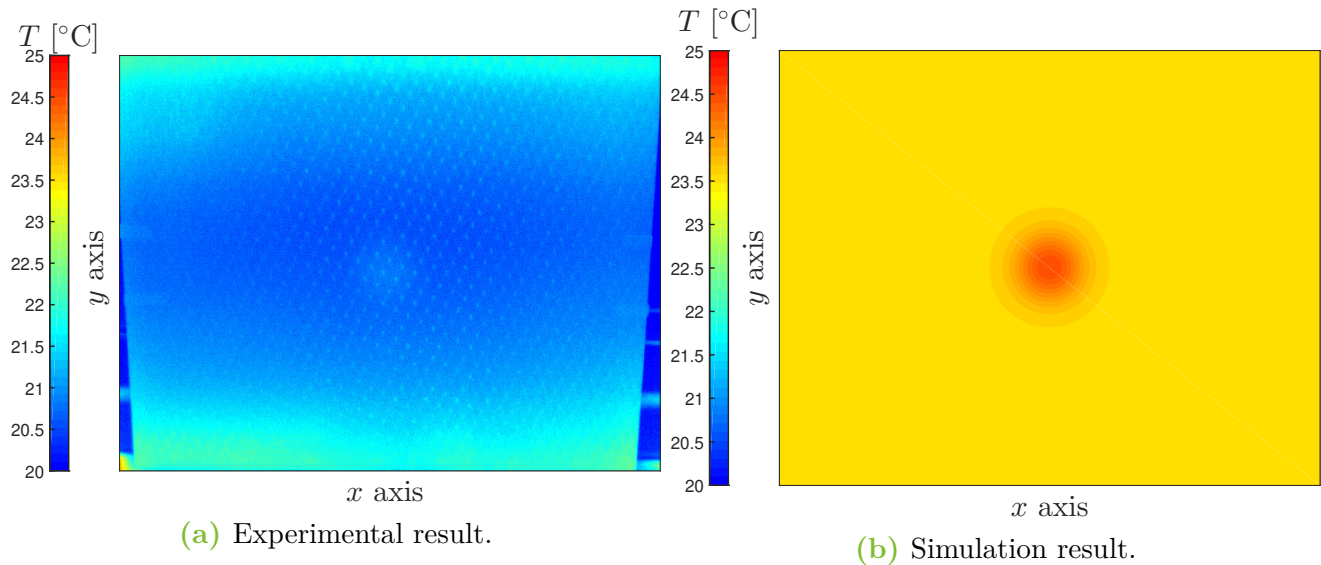 T [°C]
25
24.5
24
23.5
23
22.5
22
21.5
21
20.5
20
y axis
x axis
(a) Experimental result.
T [°C]
25
24.5
24
23.5
23
22.5
22
21.5
21
20.5
20
y axis
x axis
(b) Simulation result.